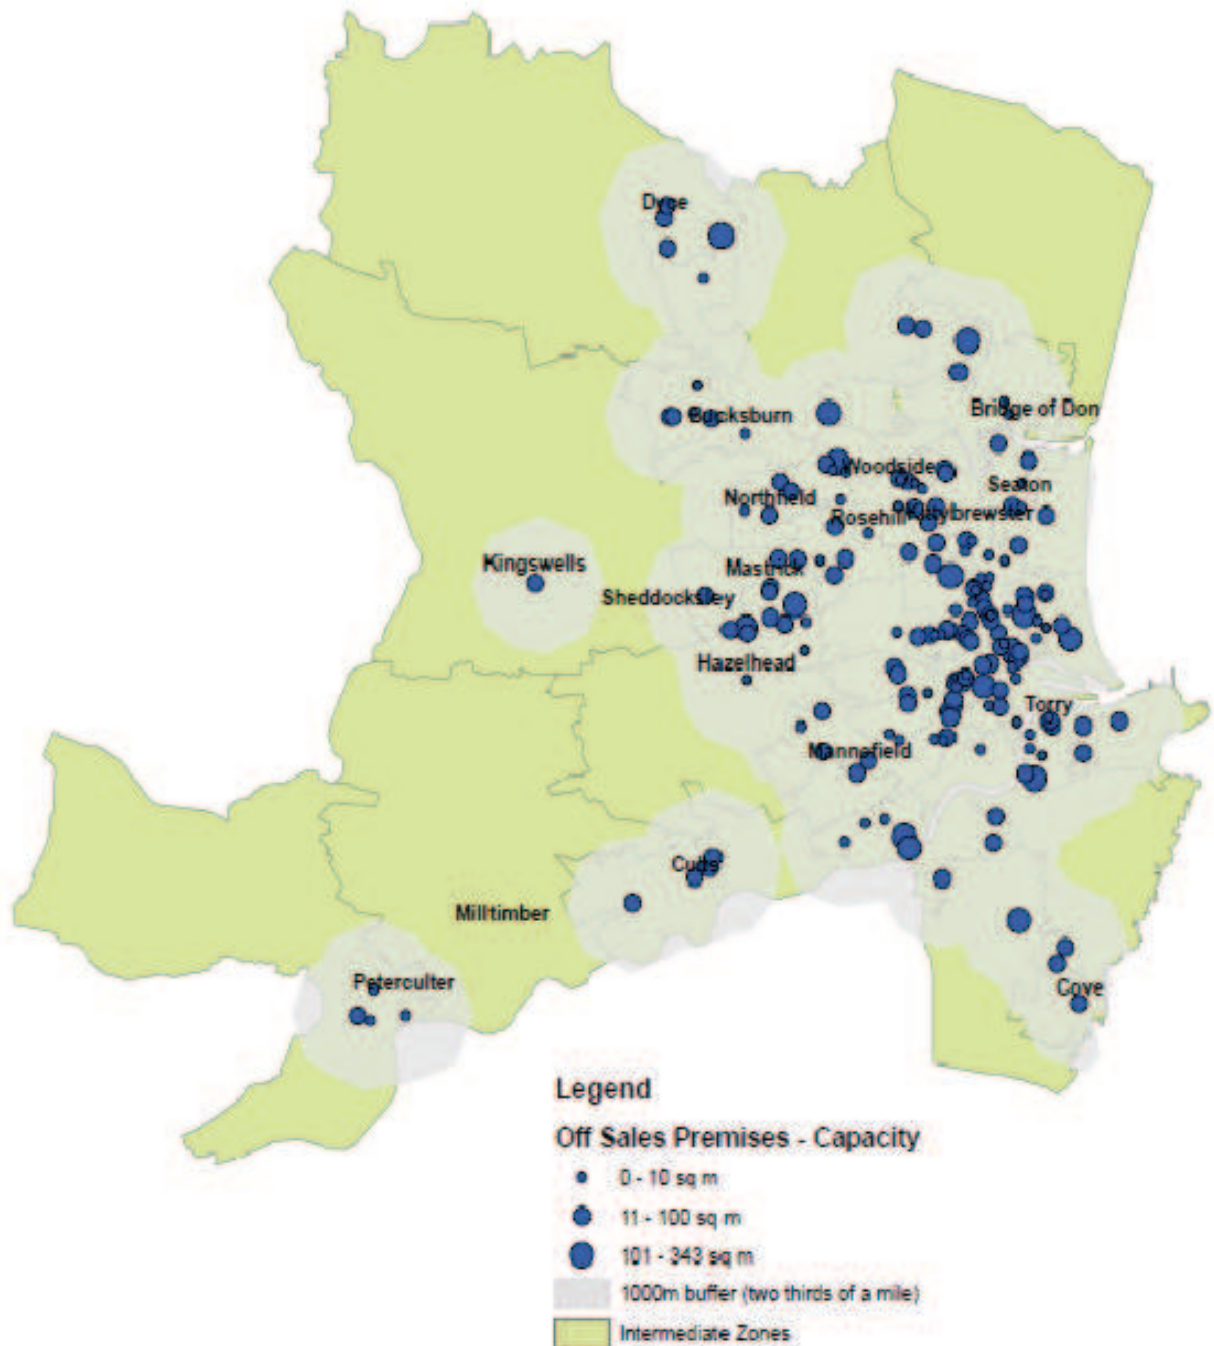 Dyce
Bucksburn
Bridge of Don
Woodside
Seaton
Northfield
Rosehill
Kittybrewster
Kingswells
Mastrick
Sheddocksley
Hazelhead
Torry
Mannofield
Cults
Milltimber
Peterculter
Cove
Legend
Off Sales Premises - Capacity
0 - 10 sq m
11 - 100 sq m
101 - 343 sq m
1000m buffer (two thirds of a mile)
Intermediate Zones